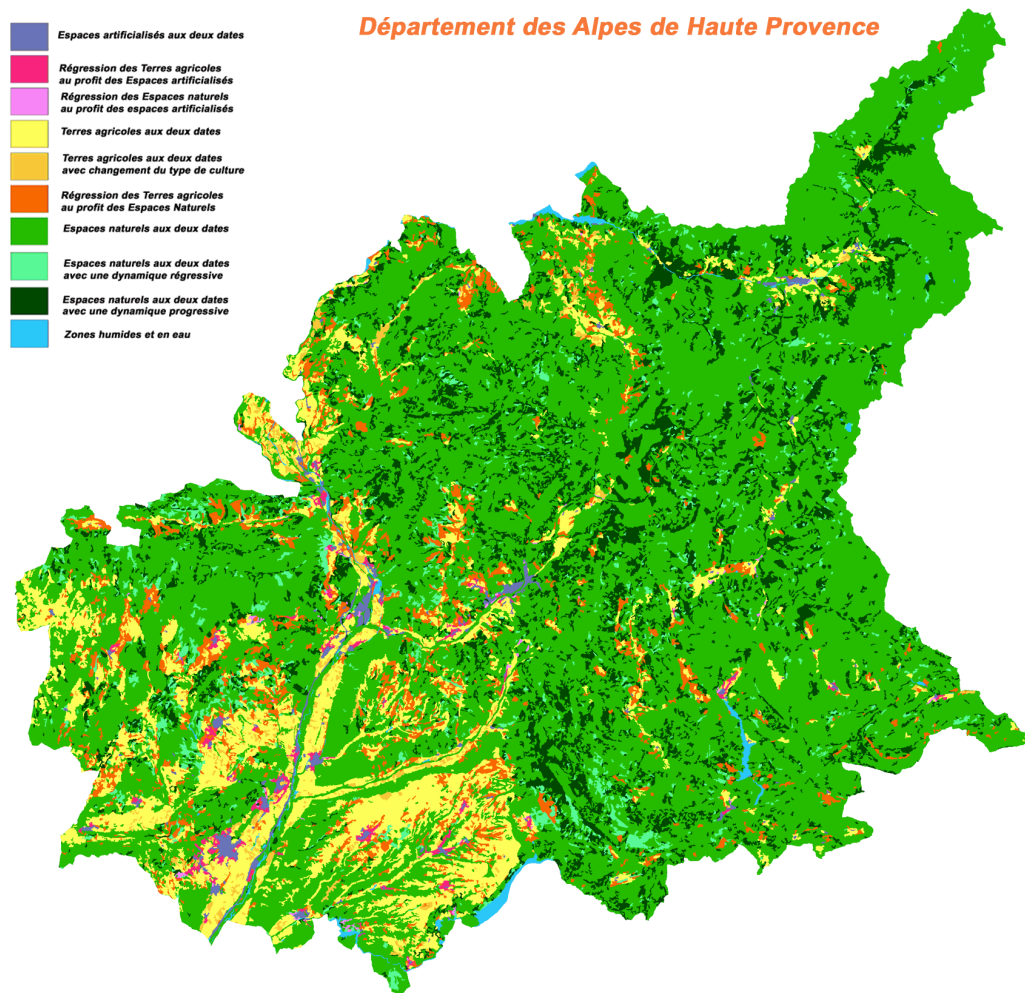 Département des Alpes de Haute Provence
Espaces artificialisés aux deux dates
Régression des Terres agricoles
au profit des Espaces artificialisés
Régression des Espaces naturels
au profit des espaces artificialisés
Terres agricoles aux deux dates
Terres agricoles aux deux dates
avec changement du type de culture
Régression des Terres agricoles
au profit des Espaces Naturels
Espaces naturels aux deux dates
Espaces naturels aux deux dates
avec une dynamique régressive
Espaces naturels aux deux dates
avec une dynamique progressive
Zones humides et en eau